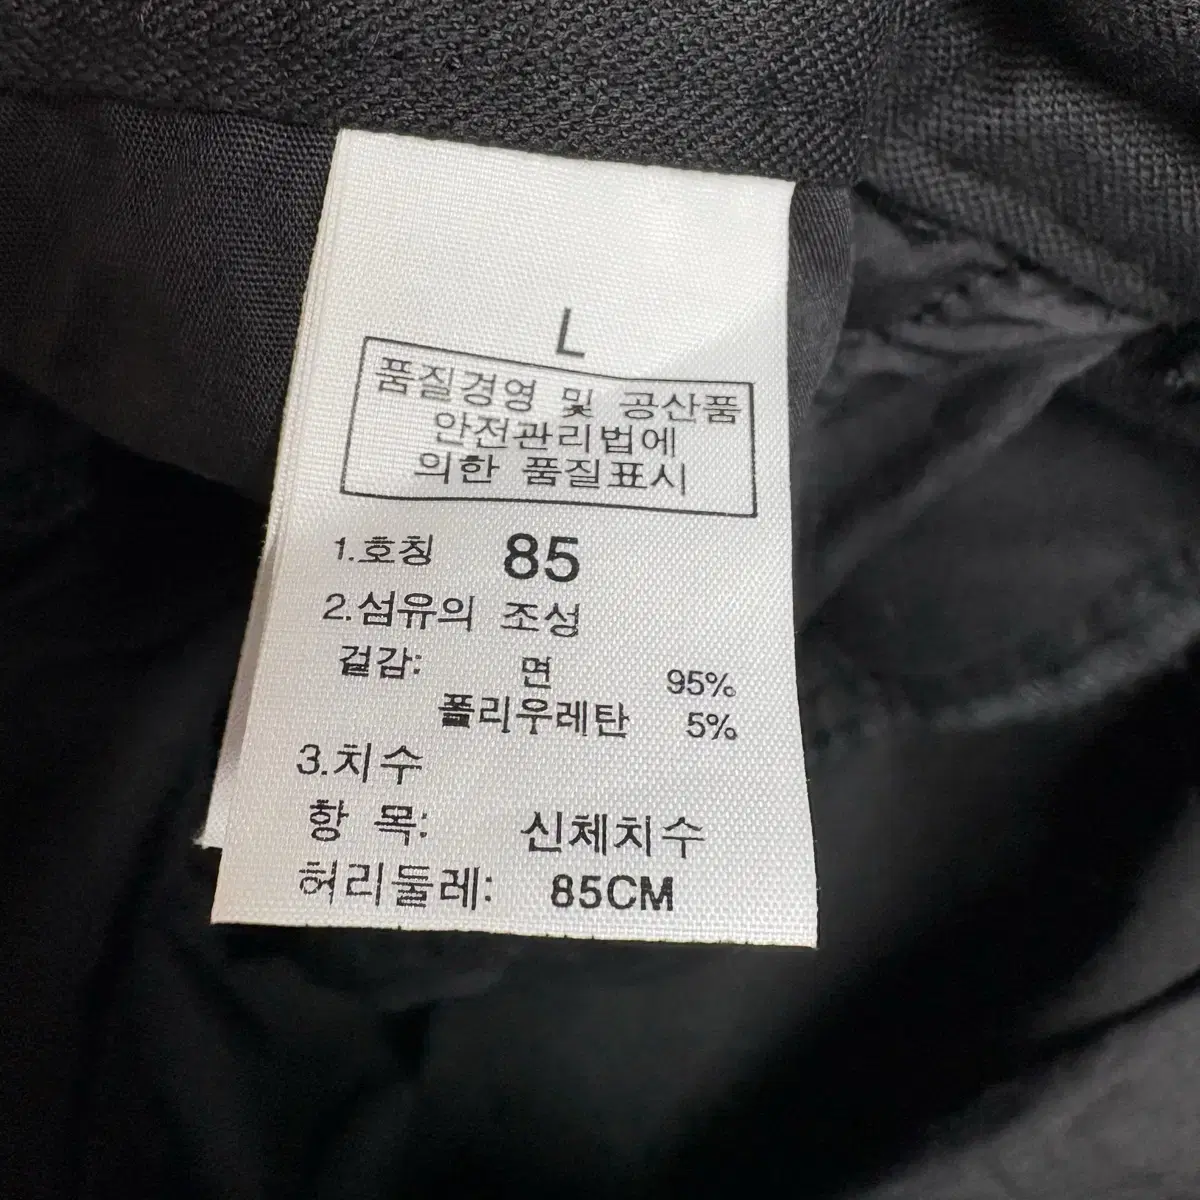 L
품질경영 및 공산품
안전관리법에
의한 품질표시
1.호칭 85
2.섬유의 조성
겉감: 면 95%
폴리우레탄 5%
3.치수
항 목: 신체치수
허리둘레: 85CM